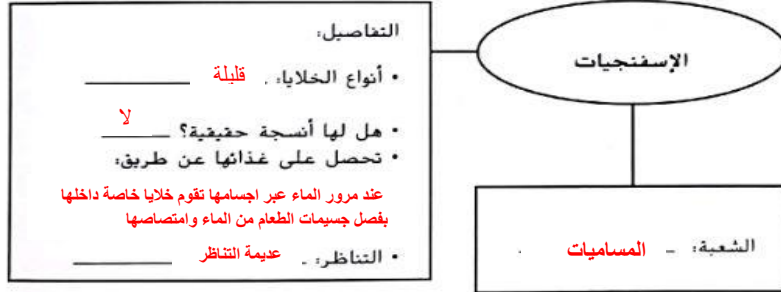 الإسفنجيات
التفاصيل:
• أنواع الخلايا: . قليلة
• هل لها أنسجة حقيقية؟ لا
• تحصل على غذائها عن طريق:
عند مرور الماء عبر اجسامها تقوم خلايا خاصة داخلها
بفصل جسيمات الطعام من الماء وامتصاصها
• التناظر: . عديمة التناظر
الشعبة: المساميات .